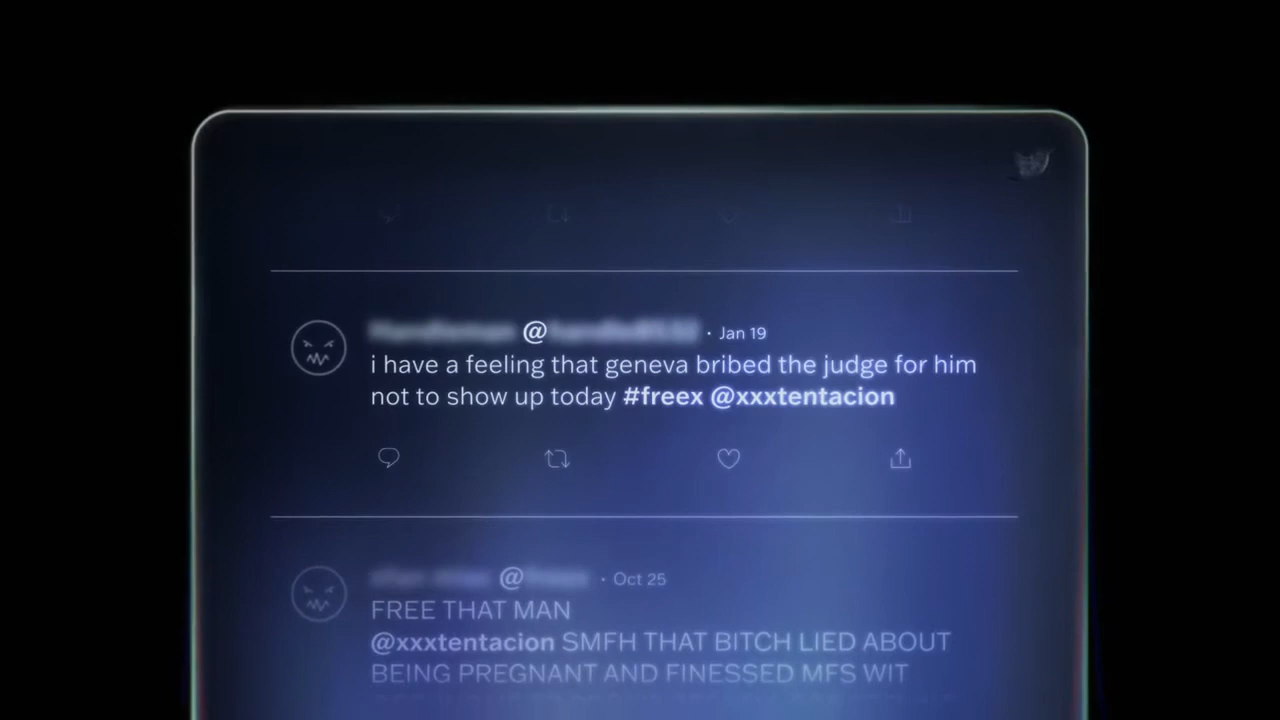 @ · Jan 19
i have a feeling that geneva bribed the judge for him
not to show up today #freex @xxxtentacion
@ · Oct 25
FREE THAT MAN
@xxxtentacion SMFH THAT BITCH LIED ABOUT
BEING PREGNANT AND FINESSED MFS WIT